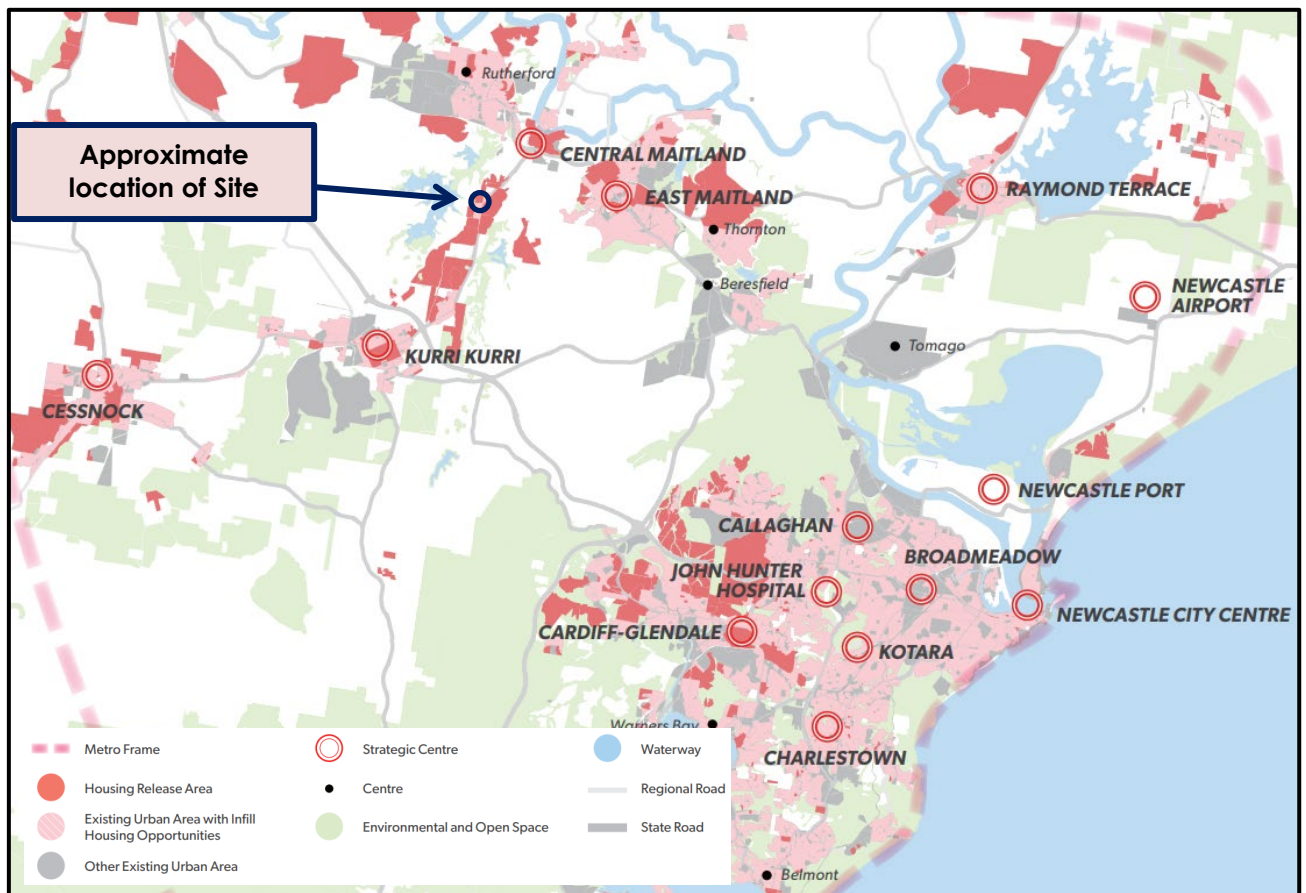 Rutherford
Approximate
location of Site
CENTRAL MAITLAND
EAST MAITLAND
RAYMOND TERRACE
Thornton
Beresfield
NEWCASTLE
AIRPORT
Tomago
KURRI KURRI
CESSNOCK
NEWCASTLE PORT
CALLAGHAN
BROADMEADOW
JOHN HUNTER
HOSPITAL
NEWCASTLE CITY CENTRE
CARDIFF-GLENDALE
KOTARA
Warners Bay
CHARLESTOWN
Metro Frame
Strategic Centre
Waterway
Housing Release Area
Centre
Regional Road
Existing Urban Area with Infill
Housing Opportunities
Environmental and Open Space
State Road
Other Existing Urban Area
Belmont